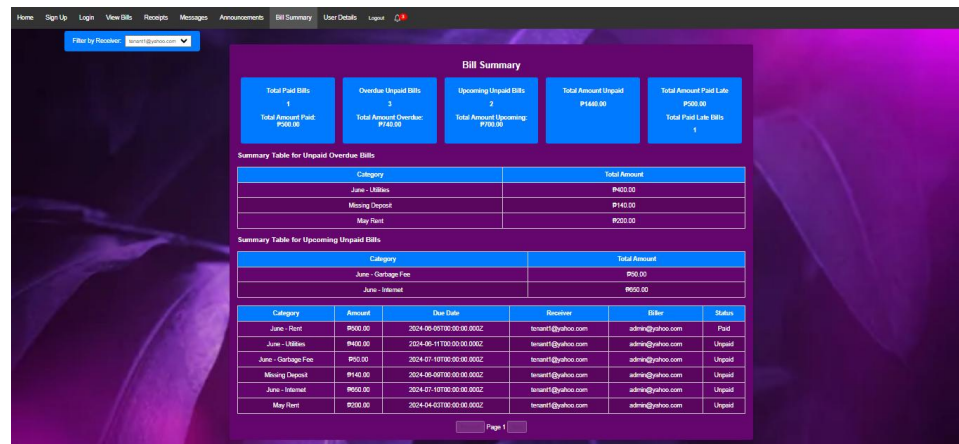 Home Sign Up Login View Bills Receipts Messages Announcements Bill Summary User Details Logout
Filter by Receiver: tenant1@yahoo.com
Bill Summary
Total Paid Bills Overdue Unpaid Bills Upcoming Unpaid Bills Total Amount Unpaid Total Amount Paid Late
1 3 2 ₱1440.00 ₱500.00
Total Amount Paid: Total Amount Overdue: Total Amount Upcoming: Total Paid Late Bills
₱500.00 ₱740.00 ₱700.00 1
Summary Table for Unpaid Overdue Bills
Category Total Amount
June - Utilities ₱400.00
Missing Deposit ₱140.00
May Rent ₱200.00
Summary Table for Upcoming Unpaid Bills
Category Total Amount
June - Garbage Fee ₱50.00
June - Internet ₱650.00
Category Amount Due Date Receiver Biller Status
June - Rent ₱500.00 2024-06-05T00:00:00.000Z tenant1@yahoo.com admin@yahoo.com Paid
June - Utilities ₱400.00 2024-06-11T00:00:00.000Z tenant1@yahoo.com admin@yahoo.com Unpaid
June - Garbage Fee ₱50.00 2024-07-10T00:00:00.000Z tenant1@yahoo.com admin@yahoo.com Unpaid
Missing Deposit ₱140.00 2024-06-09T00:00:00.000Z tenant1@yahoo.com admin@yahoo.com Unpaid
June - Internet ₱650.00 2024-07-10T00:00:00.000Z tenant1@yahoo.com admin@yahoo.com Unpaid
May Rent ₱200.00 2024-04-03T00:00:00.000Z tenant1@yahoo.com admin@yahoo.com Unpaid
Page 1